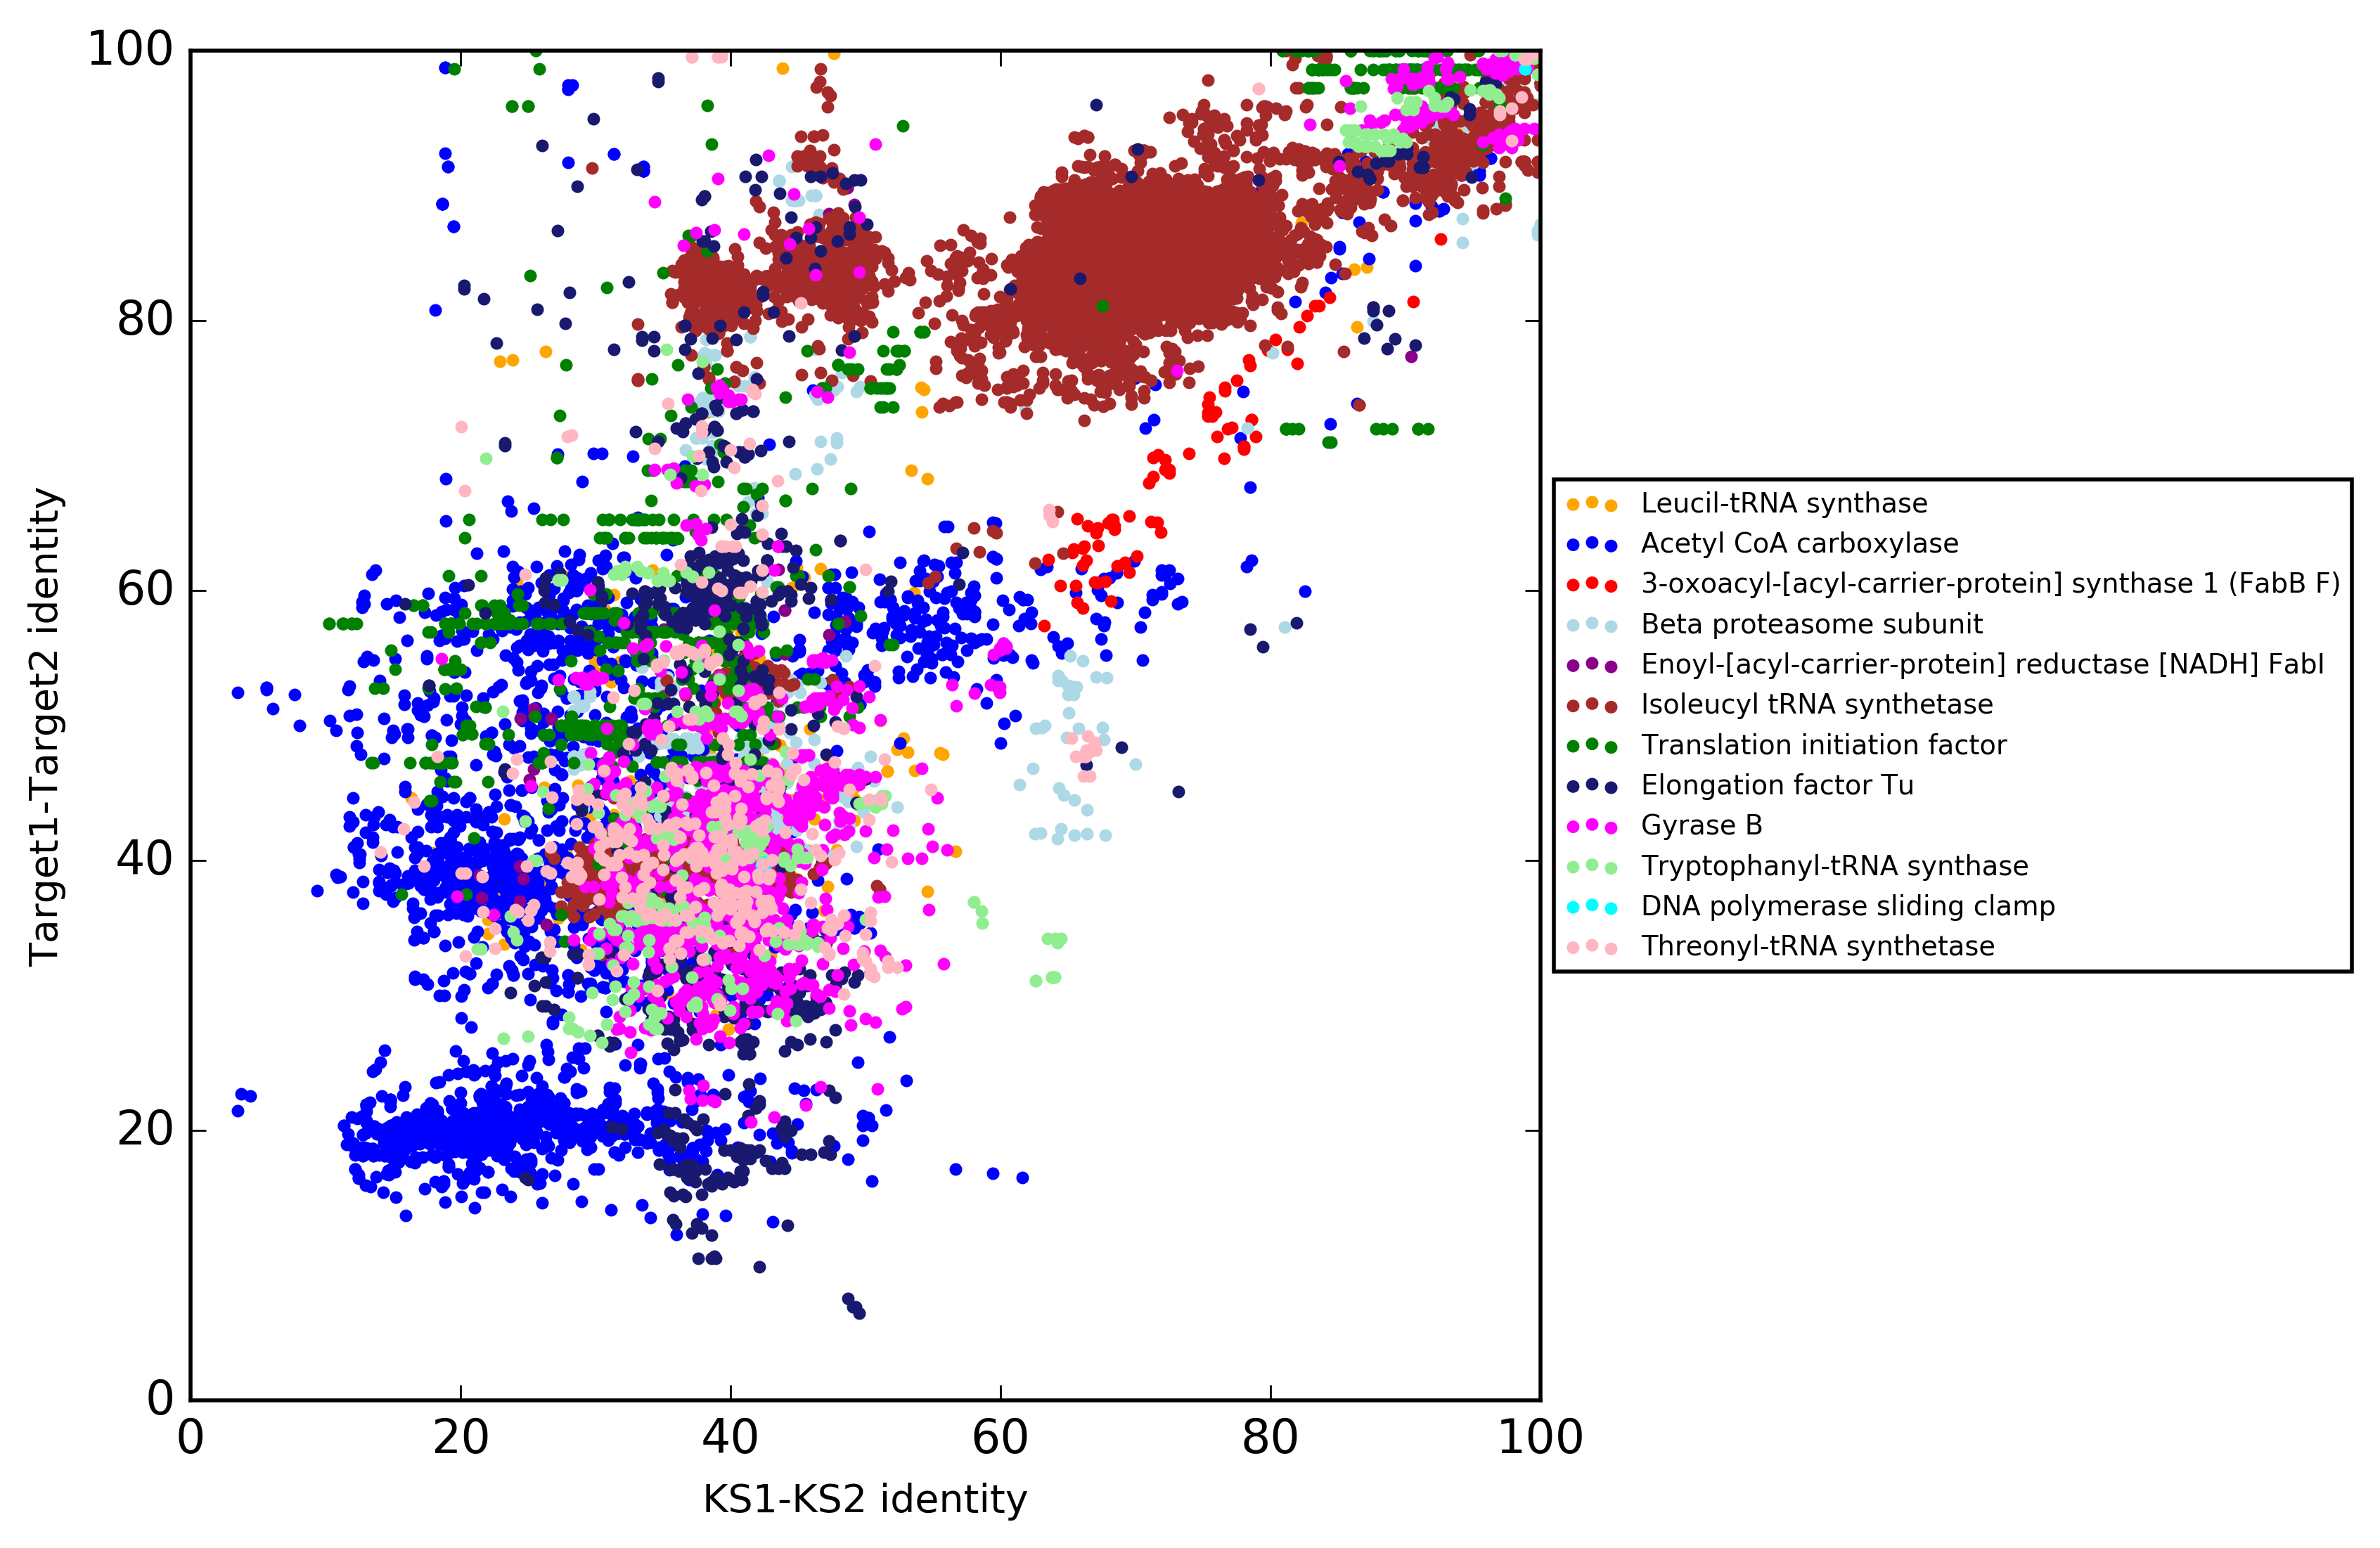 100
80
60
40
20
0
0 20 40 60 80 100
Target1-Target2 identity
KS1-KS2 identity
Leucil-tRNA synthase
Acetyl CoA carboxylase
3-oxoacyl-[acyl-carrier-protein] synthase 1 (FabB F)
Beta proteasome subunit
Enoyl-[acyl-carrier-protein] reductase [NADH] FabI
Isoleucyl tRNA synthetase
Translation initiation factor
Elongation factor Tu
Gyrase B
Tryptophanyl-tRNA synthase
DNA polymerase sliding clamp
Threonyl-tRNA synthetase